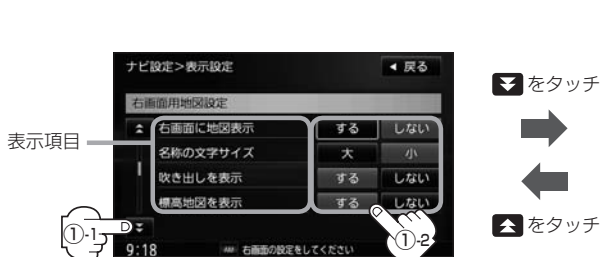 ナビ設定>表示設定
◀ 戻る
右画面用地図設定
表示項目
右画面に地図表示 する しない
名称の文字サイズ 大 小
吹き出しを表示 する しない
標高地図を表示 する しない
①-1
①-2
9:18
右画面の設定をしてください
をタッチ
をタッチ